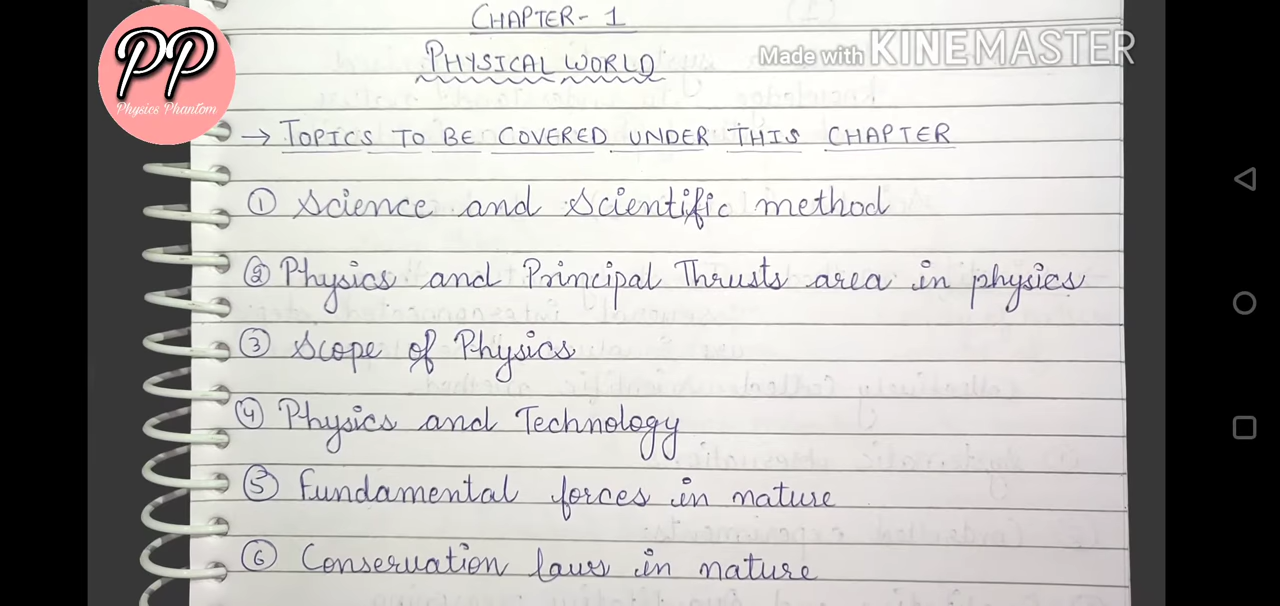 CHAPTER- 1
PP
Physics Phantom
Made with KINEMASTER
PHYSICAL WORLD
→ TOPICS TO BE COVERED UNDER THIS CHAPTER
① Science and Scientific method
② Physics and Principal Thrusts area in physics
③ Scope of Physics
④ Physics and Technology
⑤ Fundamental forces in nature
⑥ Conservation laws in nature